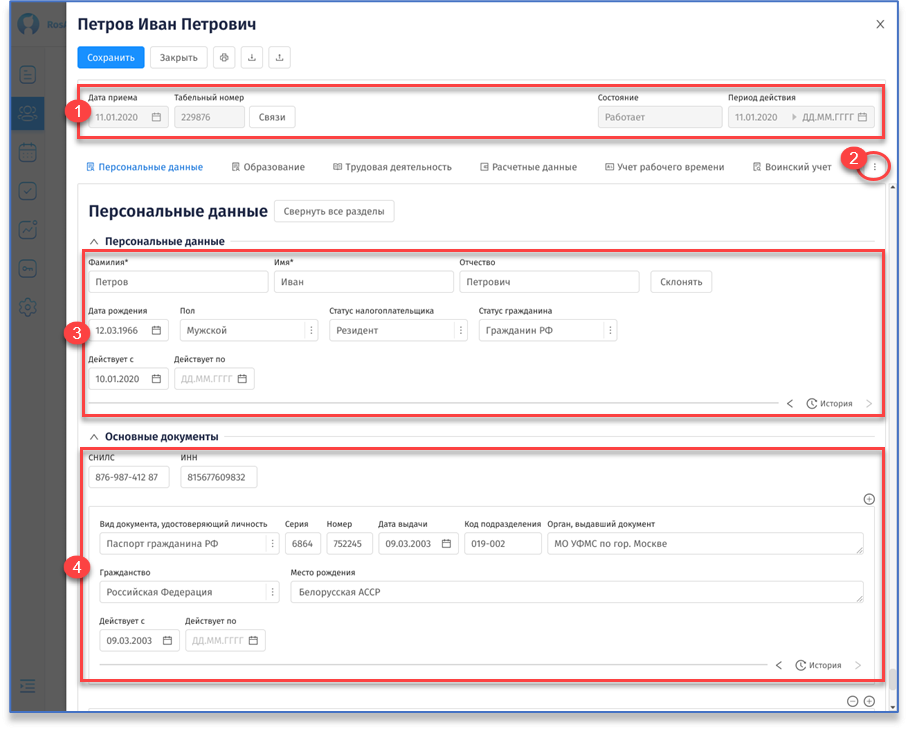 Петров Иван Петрович
Сохранить Закрыть
Дата приема Табельный номер Состояние Период действия
1 11.01.2020 229876 Связи Работает 11.01.2020 ДД.ММ.ГГГГ
2
Персональные данные Образование Трудовая деятельность Расчетные данные Учет рабочего времени Воинский учет
Персональные данные Свернуть все разделы
Персональные данные
Фамилия* Имя* Отчество
Петров Иван Петрович Склонять
Дата рождения Пол Статус налогоплательщика Статус гражданина
3 12.03.1966 Мужской Резидент Гражданин РФ
Действует с Действует по
10.01.2020 ДД.ММ.ГГГГ
История
Основные документы
СНИЛС ИНН
876-987-412 87 815677609832
Вид документа, удостоверяющий личность Серия Номер Дата выдачи Код подразделения Орган, выдавший документ
Паспорт гражданина РФ 6864 752245 09.03.2003 019-002 МО УФМС по гор. Москве
4
Гражданство Место рождения
Российская Федерация Белорусская АССР
Действует с Действует по
09.03.2003 ДД.ММ.ГГГГ
История